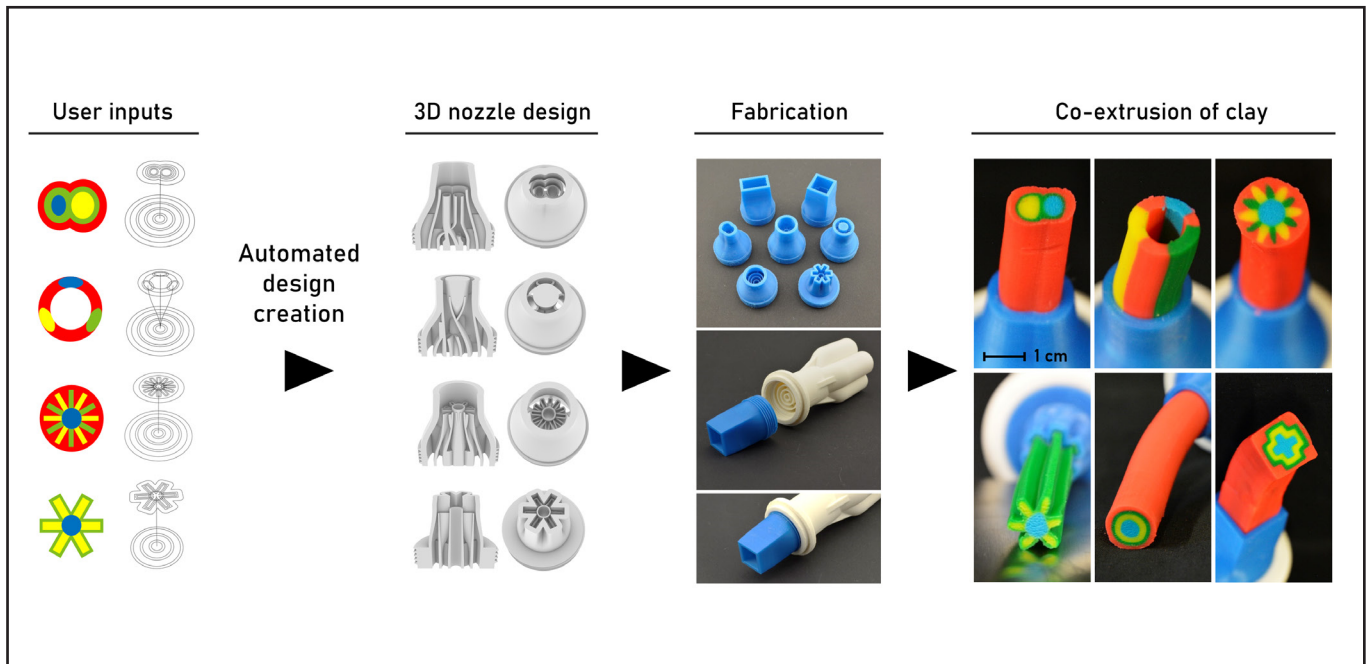 User inputs
3D nozzle design
Fabrication
Co-extrusion of clay
Automated
design
creation
1 cm